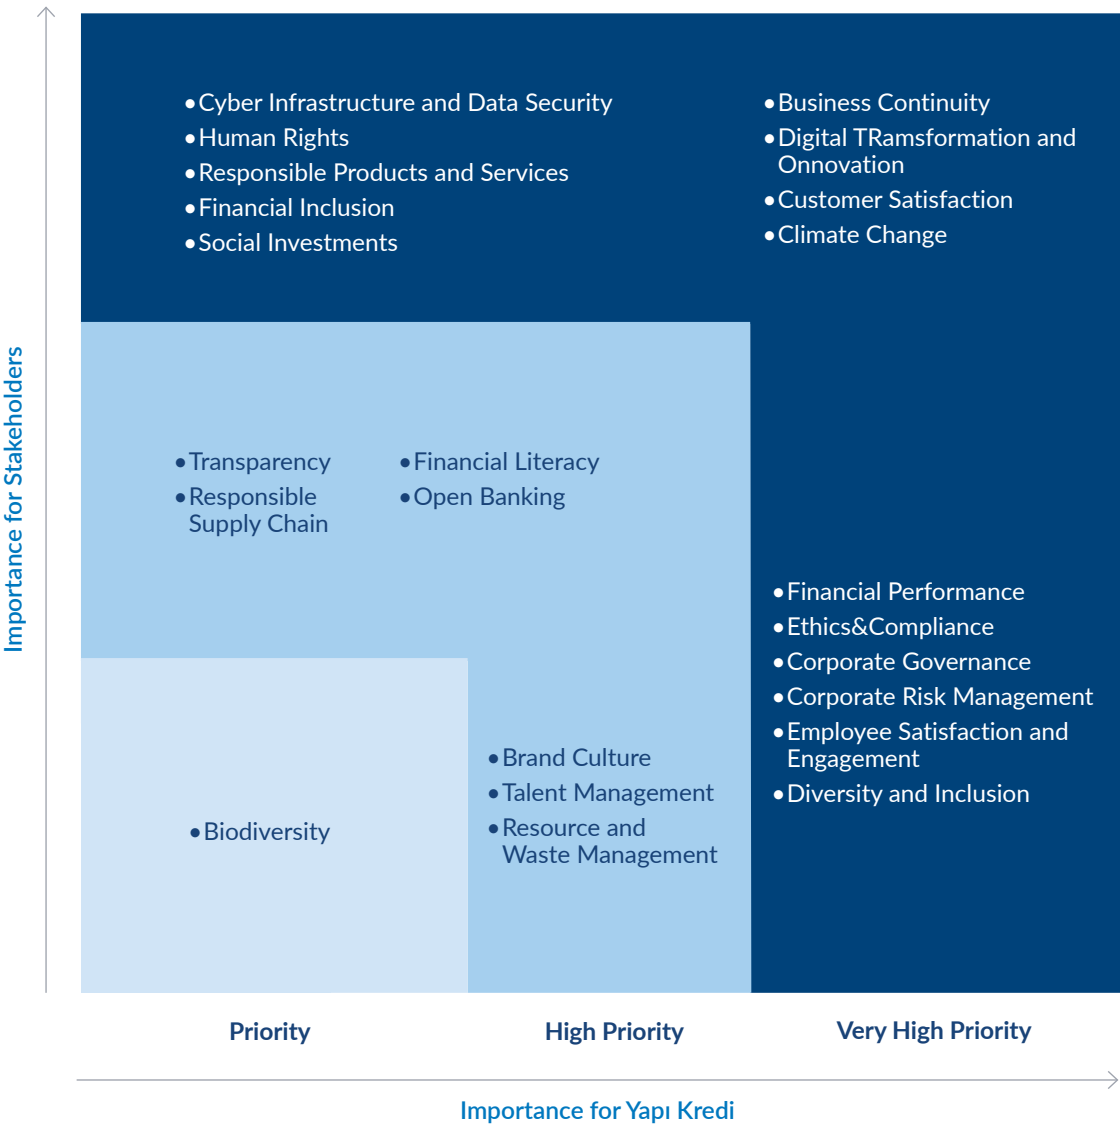 • Cyber Infrastructure and Data Security
• Human Rights
• Responsible Products and Services
• Financial Inclusion
• Social Investments
• Business Continuity
• Digital TRamsformation and
Onnovation
• Customer Satisfaction
• Climate Change
Importance for Stakeholders
• Transparency
• Responsible
Supply Chain
• Financial Literacy
• Open Banking
• Financial Performance
• Ethics&Compliance
• Corporate Governance
• Corporate Risk Management
• Employee Satisfaction and
Engagement
• Diversity and Inclusion
• Biodiversity
• Brand Culture
• Talent Management
• Resource and
Waste Management
Priority
High Priority
Very High Priority
Importance for Yapı Kredi